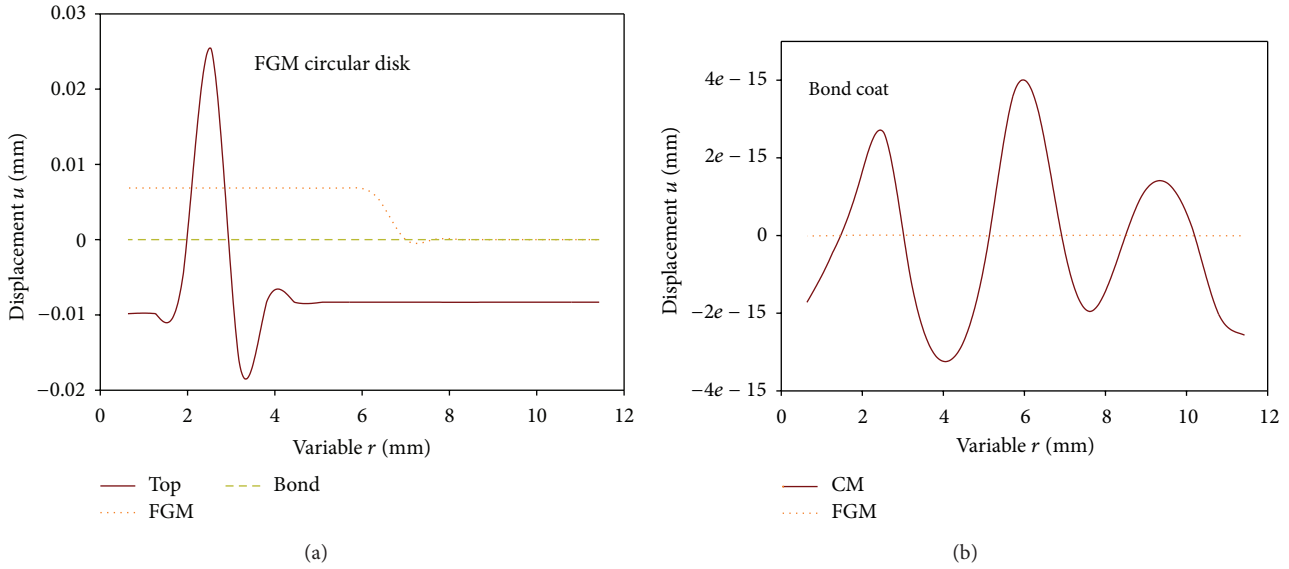 0.03
0.02
0.01
0
−0.01
−0.02
Displacement u (mm)
FGM circular disk
0 2 4 6 8 10 12
Variable r (mm)
Top Bond
FGM
(a)
4e − 15
2e − 15
0
−2e − 15
−4e − 15
Displacement u (mm)
Bond coat
0 2 4 6 8 10 12
Variable r (mm)
CM
FGM
(b)